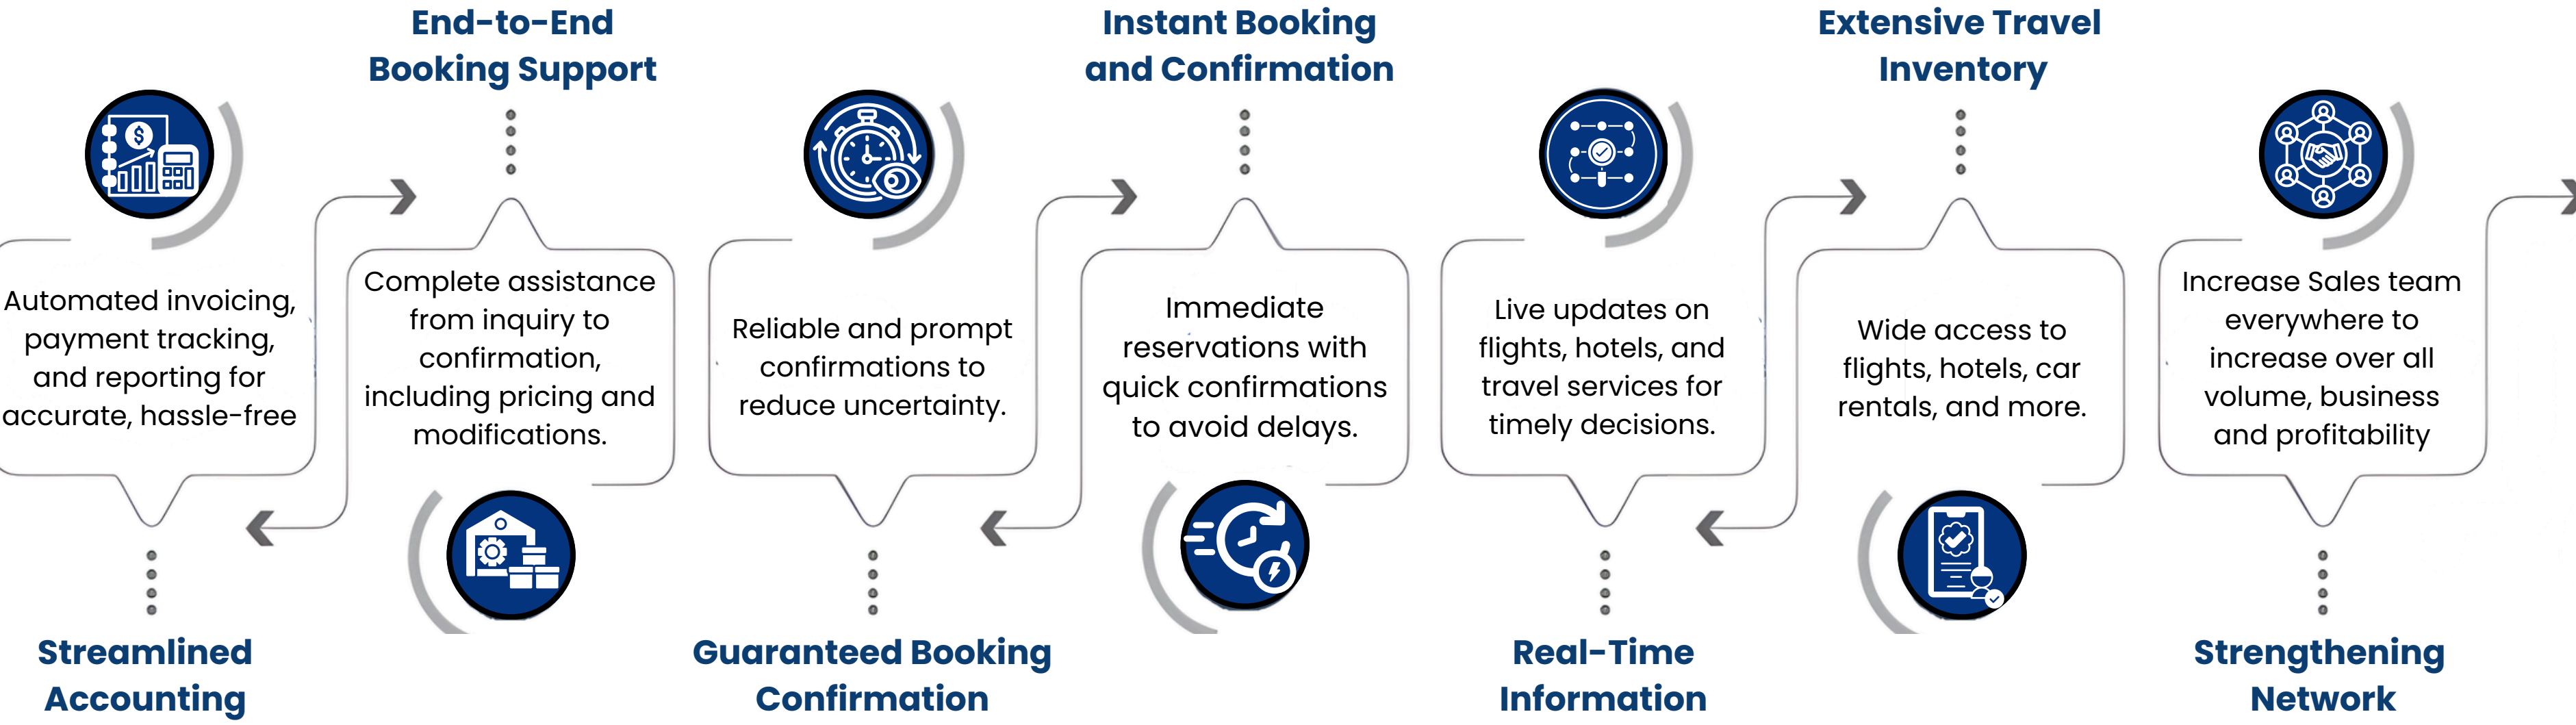 Automated invoicing,
payment tracking,
and reporting for
accurate, hassle-free
Streamlined
Accounting
End-to-End
Booking Support
Complete assistance
from inquiry to
confirmation,
including pricing and
modifications.
Reliable and prompt
confirmations to
reduce uncertainty.
Guaranteed Booking
Confirmation
Instant Booking
and Confirmation
Immediate
reservations with
quick confirmations
to avoid delays.
Live updates on
flights, hotels, and
travel services for
timely decisions.
Real-Time
Information
Extensive Travel
Inventory
Wide access to
flights, hotels, car
rentals, and more.
Increase Sales team
everywhere to
increase over all
volume, business
and profitability
Strengthening
Network